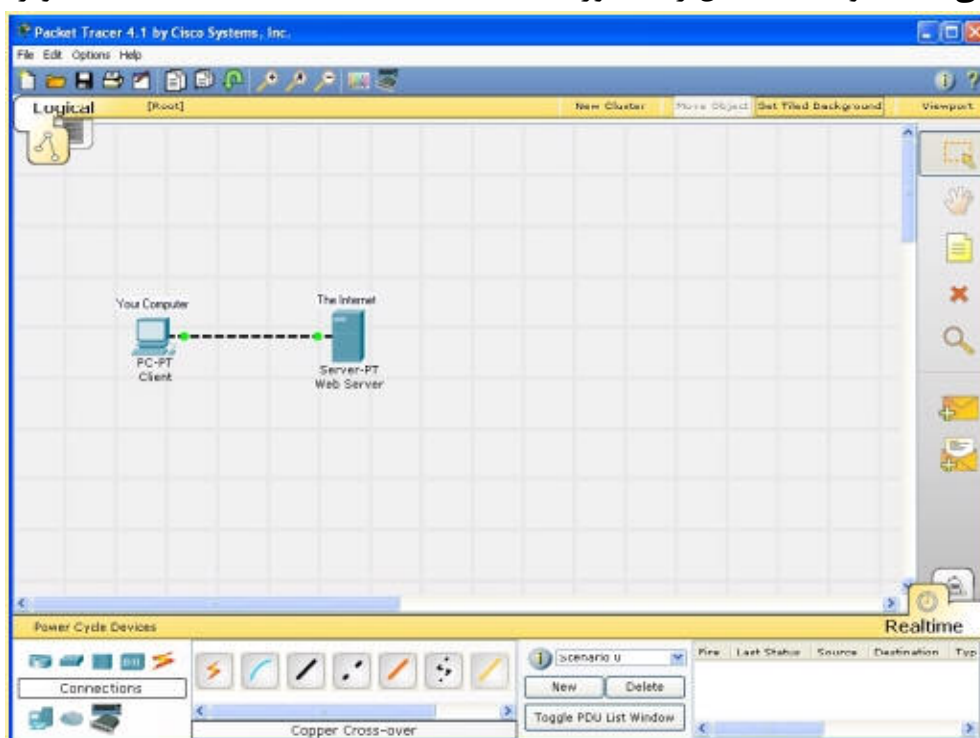 Packet Tracer 4.1 by Cisco Systems, Inc.
File Edit Options Help
Logical [Root] New Cluster Move Object Set Tiled Background Viewport
Your Computer The Internet
PC-PT
Client
Server-PT
Web Server
Power Cycle Devices Realtime
Fire Last Status Source Destination Typ
Scenario 0
Connections
New Delete
Toggle PDU List Window
Copper Cross-over